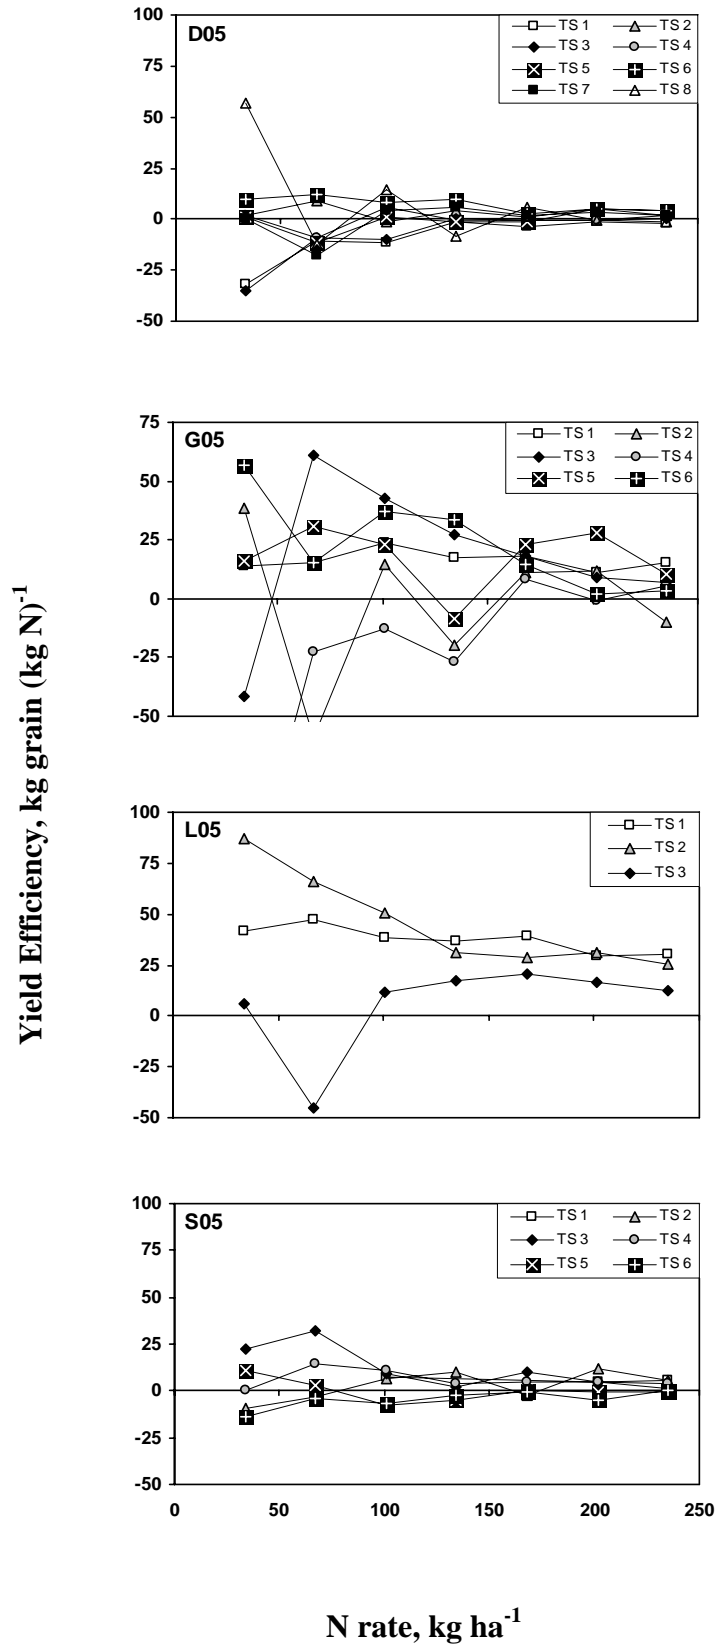 D05
TS 1 TS 2
TS 3 TS 4
TS 5 TS 6
TS 7 TS 8
100
75
50
25
0
-25
-50
G05
TS 1 TS 2
TS 3 TS 4
TS 5 TS 6
75
50
25
0
-25
-50
Yield Efficiency, kg grain (kg N)-1
L05
TS 1
TS 2
TS 3
100
75
50
25
0
-25
-50
S05
TS 1 TS 2
TS 3 TS 4
TS 5 TS 6
100
75
50
25
0
-25
-50
0 50 100 150 200 250
N rate, kg ha-1